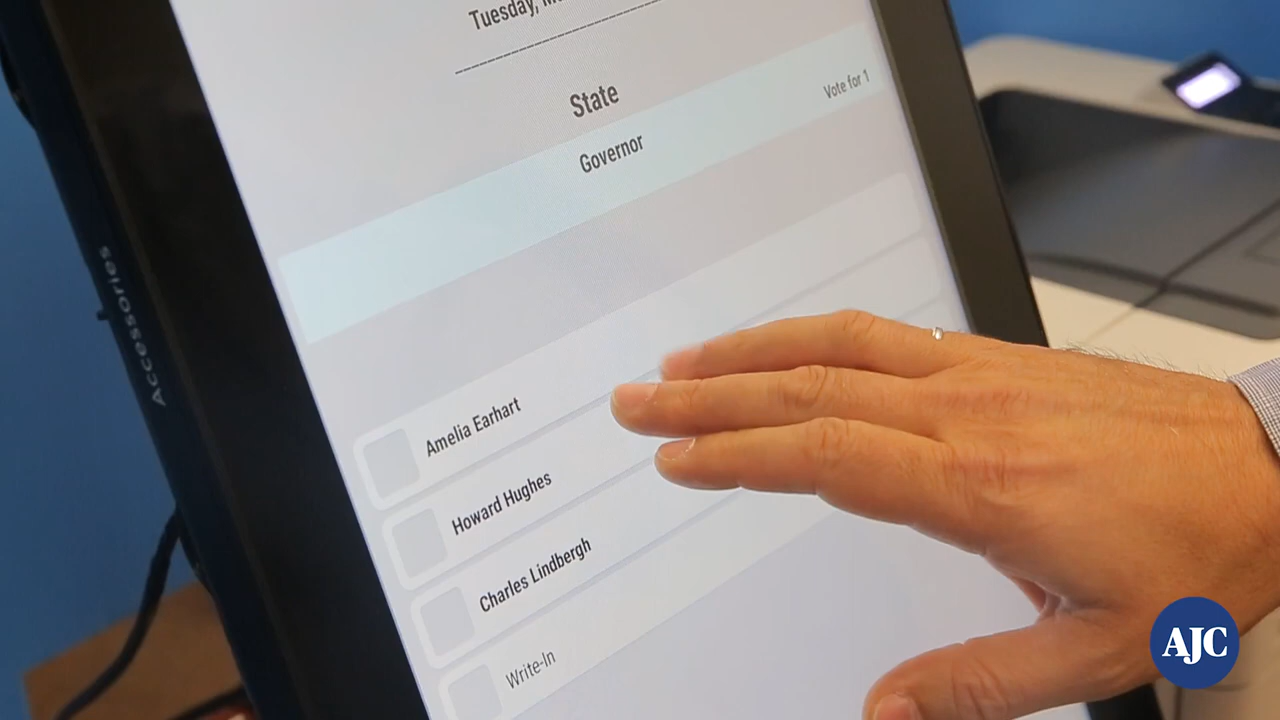 Tuesday,
State
Governor
Vote for 1
Amelia Earhart
Howard Hughes
Charles Lindbergh
Write-In
Accessories
AJC